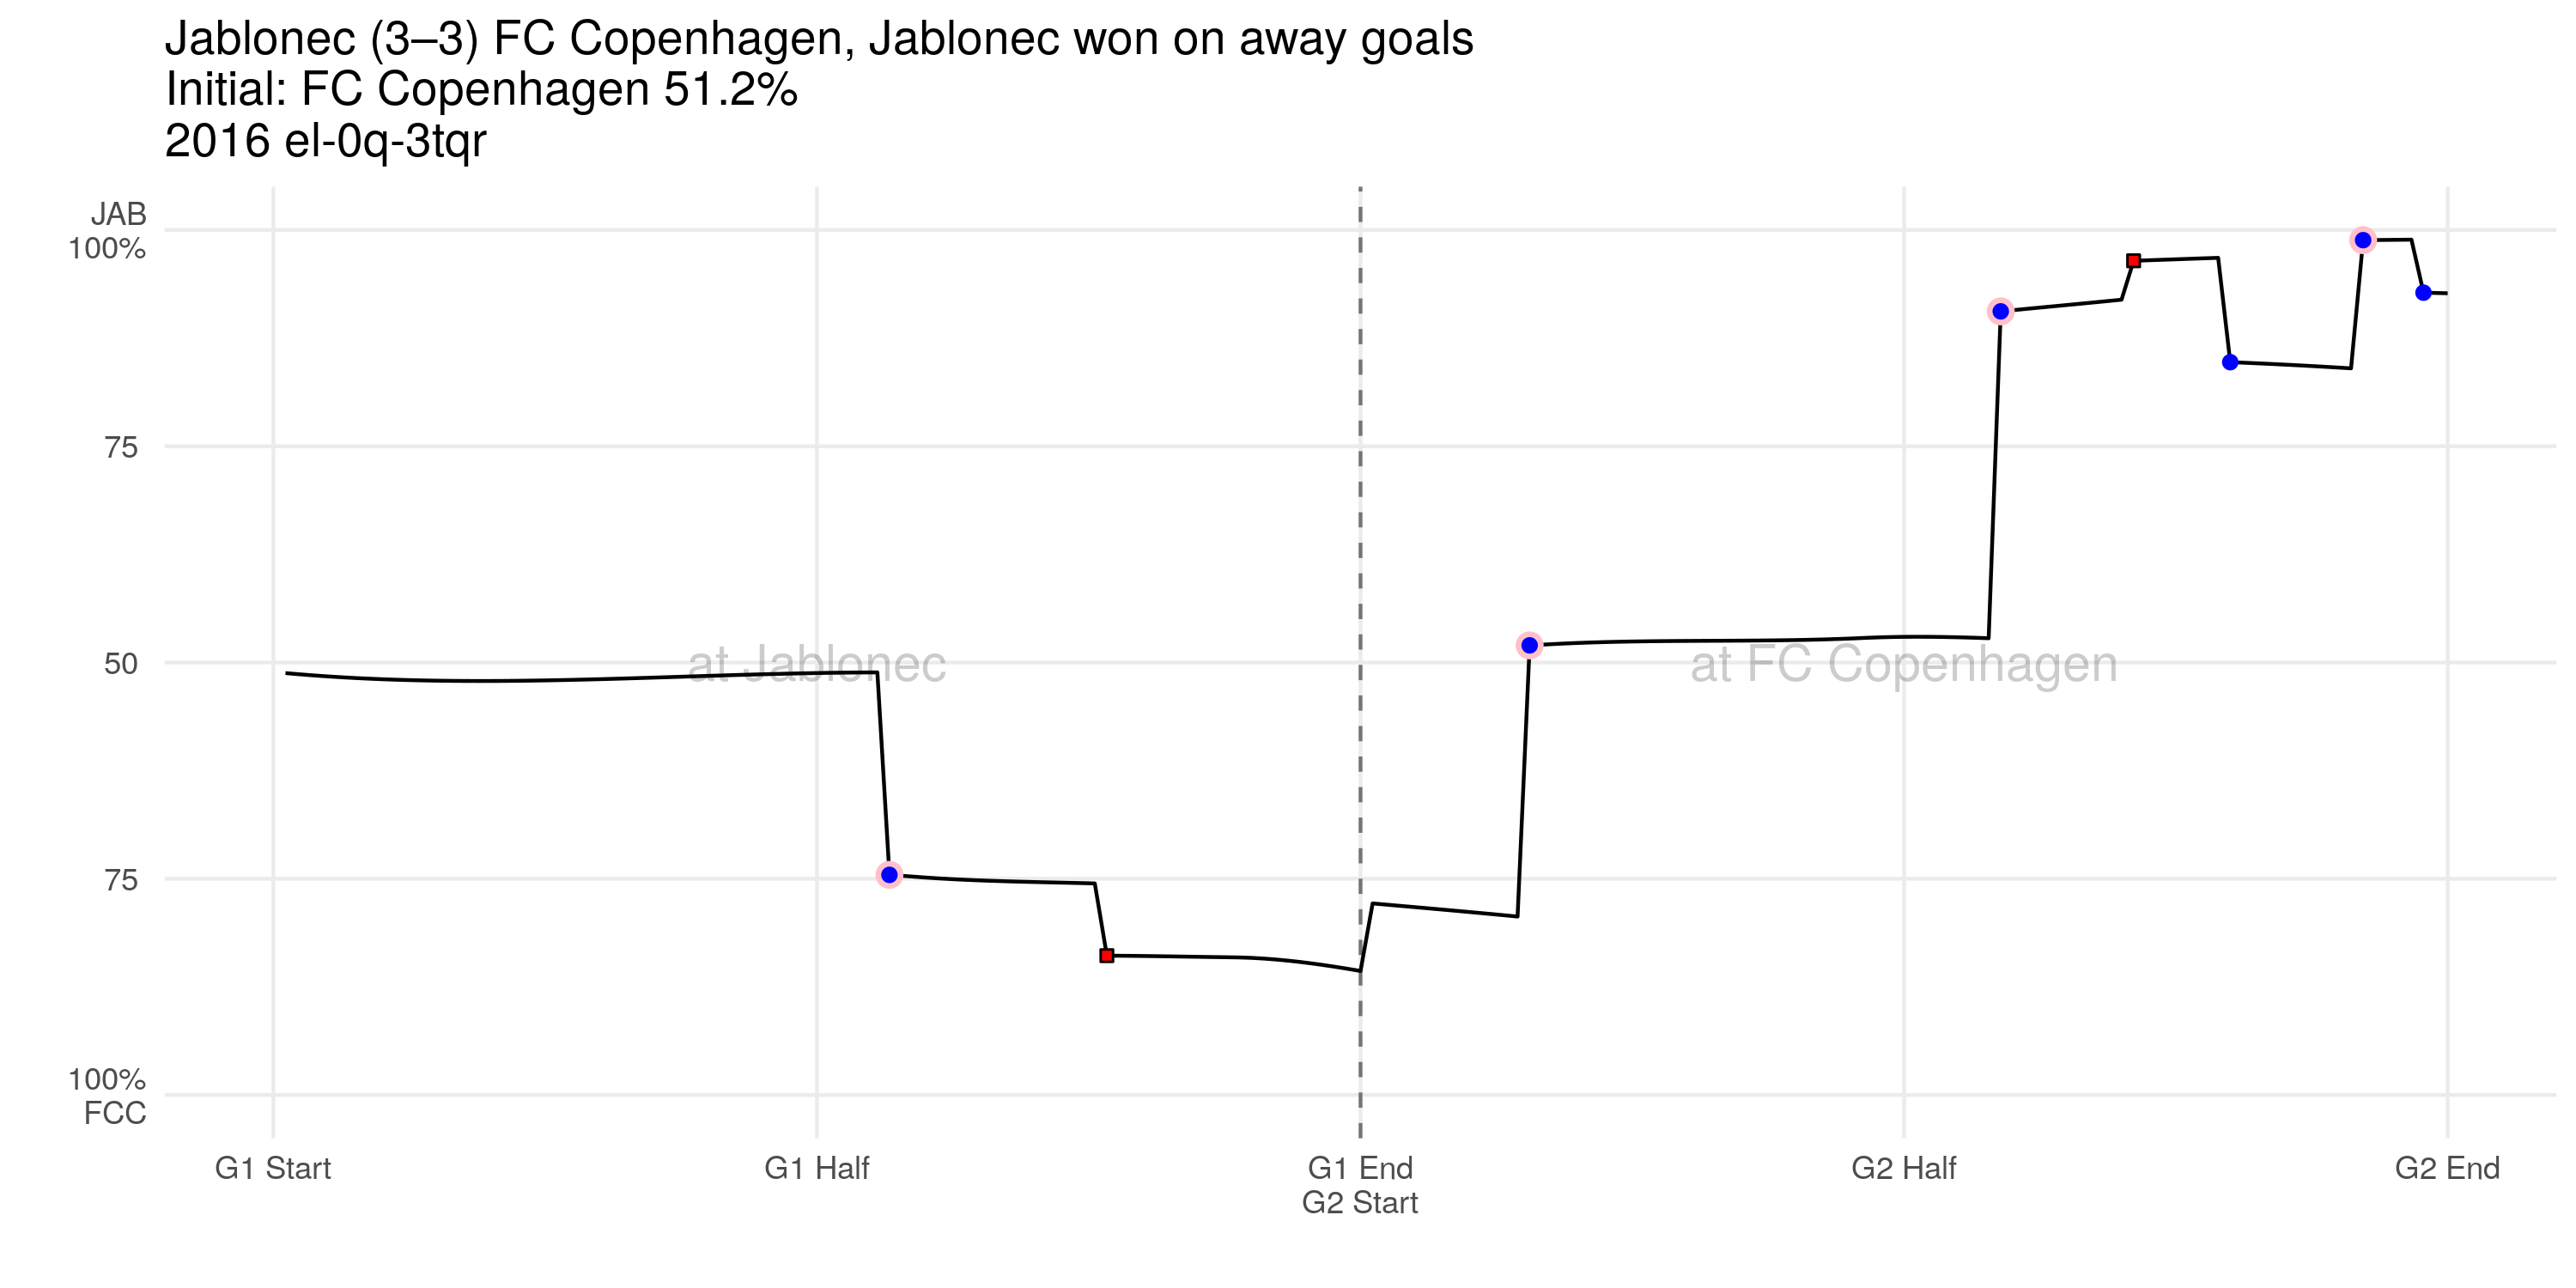 Jablonec (3–3) FC Copenhagen, Jablonec won on away goals
Initial: FC Copenhagen 51.2%
2016 el-0q-3tqr
JAB
100%
75
50
75
100%
FCC
at Jablonec
at FC Copenhagen
G1 Start
G1 Half
G1 End
G2 Start
G2 Half
G2 End